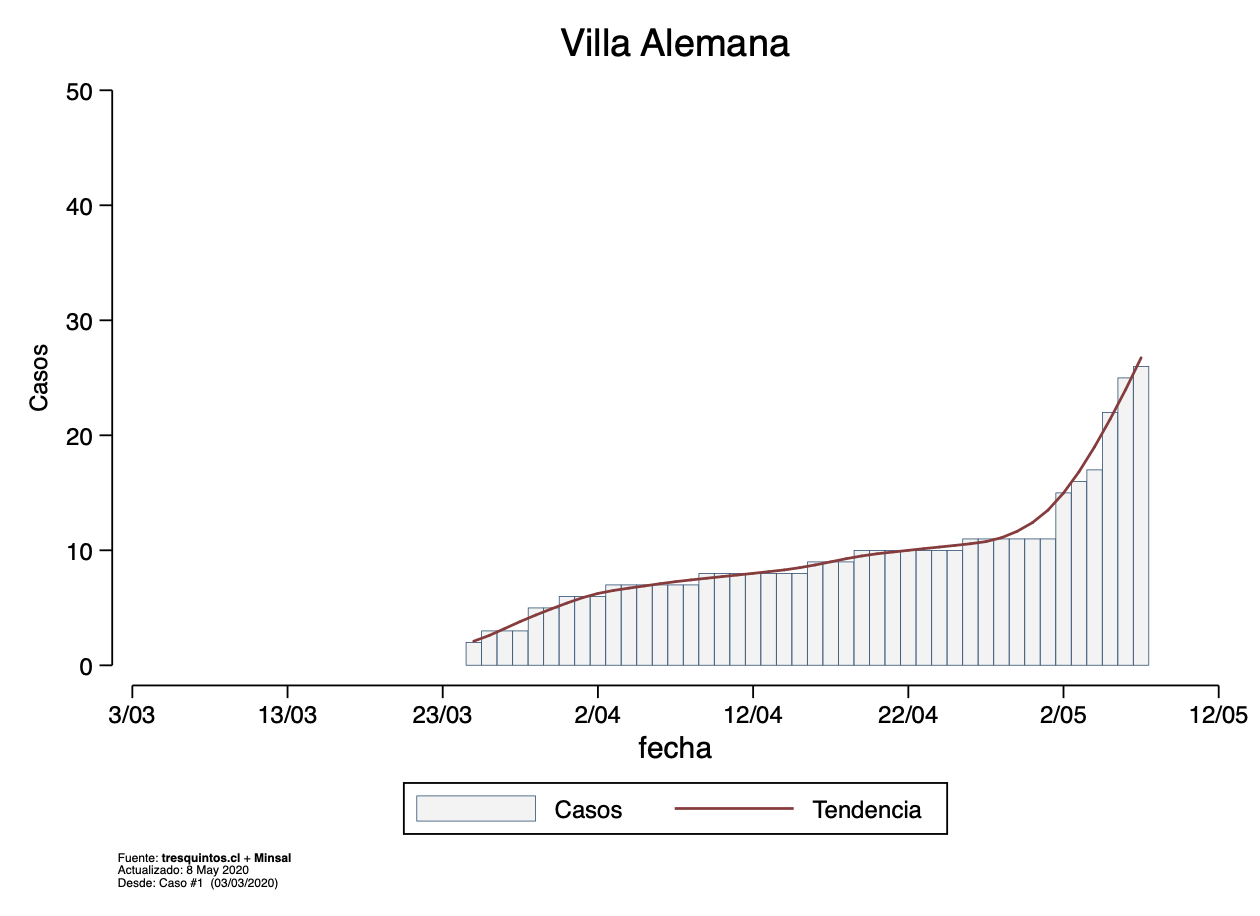 Villa Alemana
50
40
30
20
10
0
Casos
3/03 13/03 23/03 2/04 12/04 22/04 2/05 12/05
fecha
Casos Tendencia
Fuente: tresquintos.cl + Minsal
Actualizado: 8 May 2020
Desde: Caso #1 (03/03/2020)